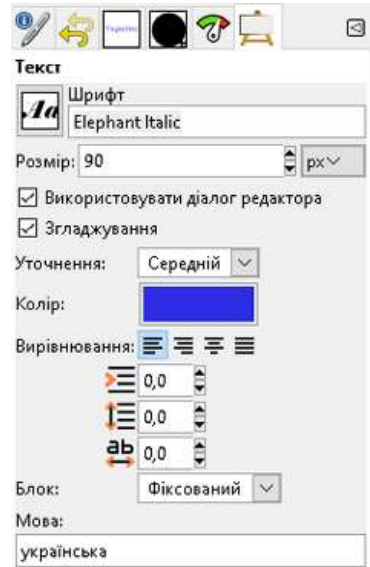 Текст
Шрифт
Aa
Elephant Italic
Розмір: 90 px
Використовувати діалог редактора
Згладжування
Уточнення: Середній
Колір:
Вирівнювання:
0,0
0,0
ab 0,0
Блок: Фіксований
Мова:
українська